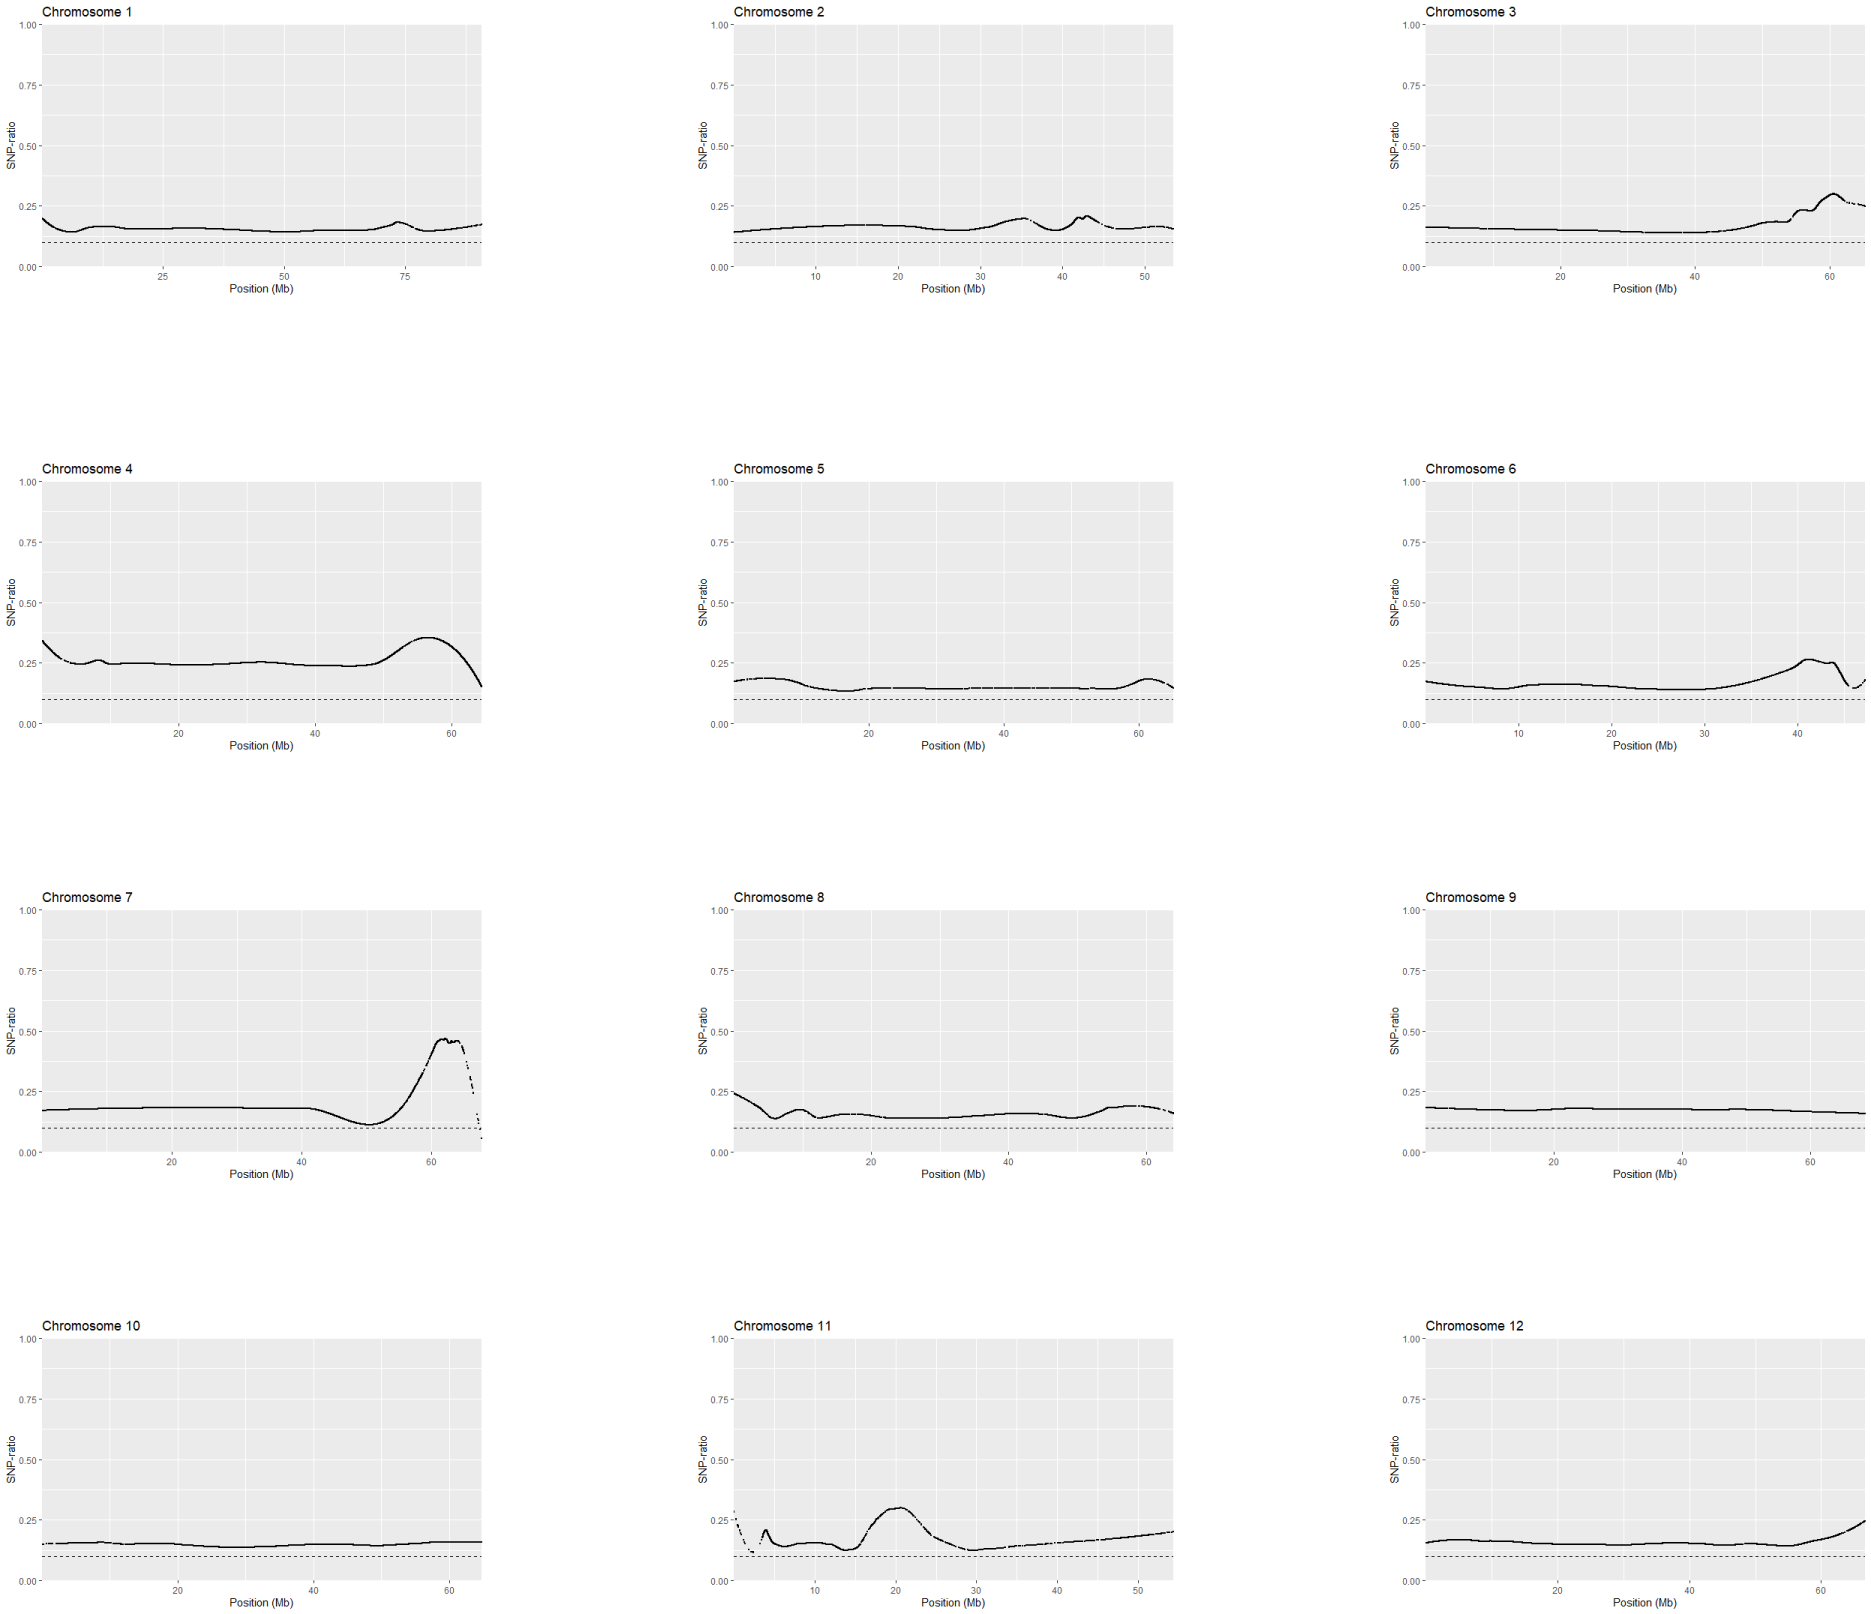 Chromosome 1
1.00
0.75
0.50
0.25
0.00
SNP-ratio
25
50
75
Position (Mb)
Chromosome 2
1.00
0.75
0.50
0.25
0.00
SNP-ratio
10
20
30
40
50
Position (Mb)
Chromosome 3
1.00
0.75
0.50
0.25
0.00
SNP-ratio
20
40
60
Position (Mb)
Chromosome 4
1.00
0.75
0.50
0.25
0.00
SNP-ratio
20
40
60
Position (Mb)
Chromosome 5
1.00
0.75
0.50
0.25
0.00
SNP-ratio
20
40
60
Position (Mb)
Chromosome 6
1.00
0.75
0.50
0.25
0.00
SNP-ratio
10
20
30
40
Position (Mb)
Chromosome 7
1.00
0.75
0.50
0.25
0.00
SNP-ratio
20
40
60
Position (Mb)
Chromosome 8
1.00
0.75
0.50
0.25
0.00
SNP-ratio
20
40
60
Position (Mb)
Chromosome 9
1.00
0.75
0.50
0.25
0.00
SNP-ratio
20
40
60
Position (Mb)
Chromosome 10
1.00
0.75
0.50
0.25
0.00
SNP-ratio
20
40
60
Position (Mb)
Chromosome 11
1.00
0.75
0.50
0.25
0.00
SNP-ratio
10
20
30
40
50
Position (Mb)
Chromosome 12
1.00
0.75
0.50
0.25
0.00
SNP-ratio
20
40
60
Position (Mb)